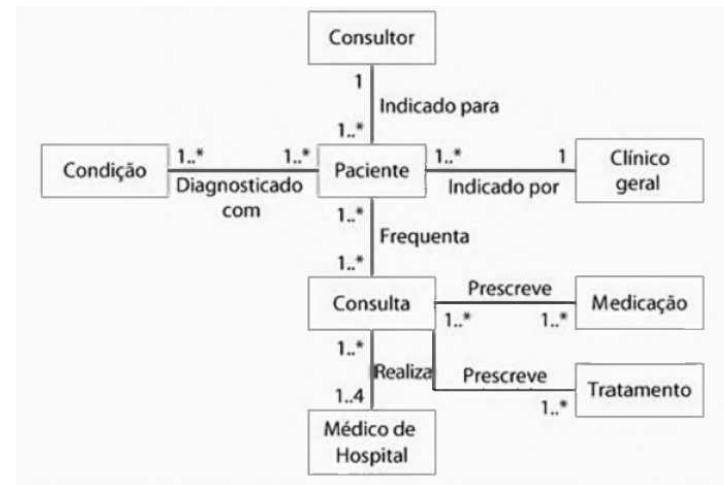 Consultor
1
Indicado para
1..*
Condição
1..*
1..*
Diagnosticado
com
Paciente
1..*
1
Indicado por
Clínico
geral
1..*
Frequenta
1..*
Consulta
Prescreve
1..*
1..*
Medicação
1..*
Realiza
1..4
Prescreve
1..*
Tratamento
Médico de
Hospital